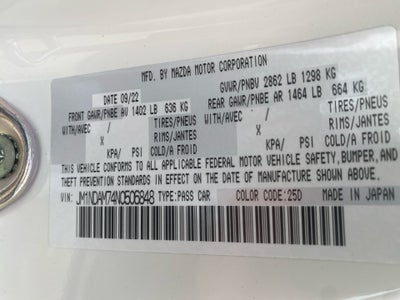 MFD. BY MAZDA MOTOR CORPORATION
DATE 09/22 GVWR/PNBV 2862 LB 1298 KG
FRONT GAWR/PNBE AV 1402 LB 636 KG REAR GAWR/PNBE AR 1464 LB 664 KG
WITH/AVEC TIRES/PNEUS WITH/AVEC TIRES/PNEUS
X RIMS/JANTES X RIMS/JANTES
KPA/ PSI COLD/A FROID KPA/ PSI COLD/A FROID
THIS VEHICLE CONFORMS TO ALL APPLICABLE FEDERAL MOTOR VEHICLE SAFETY, BUMPER, AND
THEFT PREVENTION STANDARDS IN EFFECT ON THE DATE OF MANUFACTURE SHOWN ABOVE.
VIN: JM1NDAM74N0506848 TYPE:PASS CAR COLOR CODE:25D MADE IN JAPAN